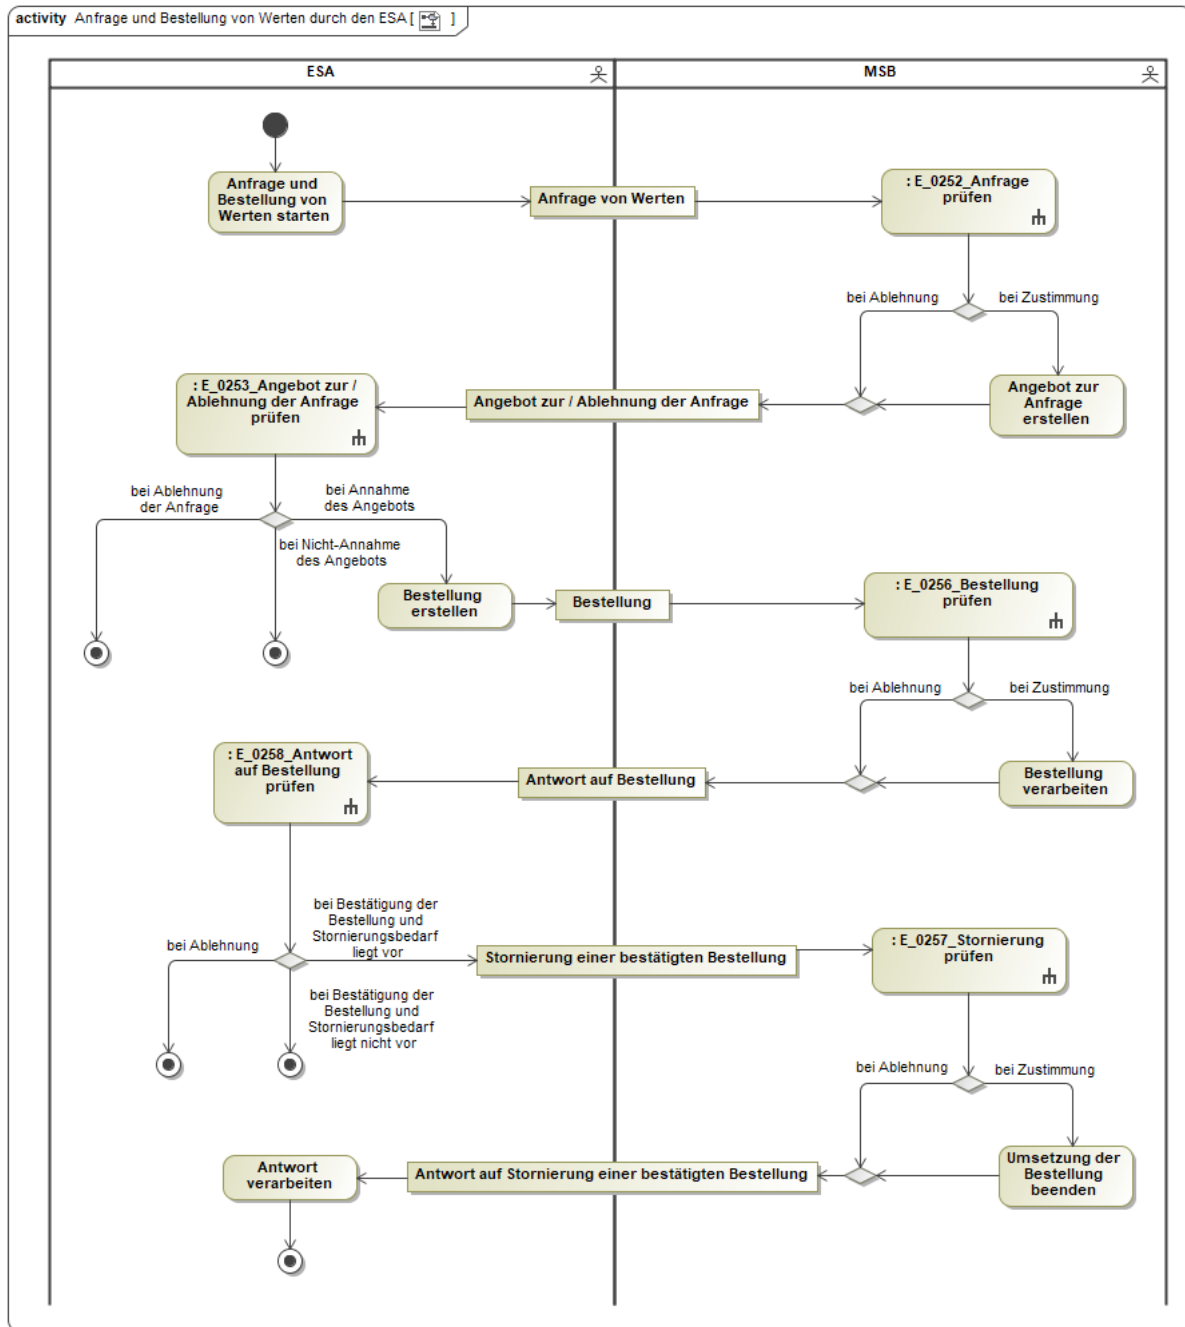 activity Anfrage und Bestellung von Werten durch den ESA [ ]
ESA
MSB
Anfrage und
Bestellung von
Werten starten
Anfrage von Werten
: E_0252_Anfrage
prüfen
bei Ablehnung
bei Zustimmung
: E_0253_Angebot zur /
Ablehnung der Anfrage
prüfen
Angebot zur / Ablehnung der Anfrage
Angebot zur
Anfrage
erstellen
bei Ablehnung
der Anfrage
bei Annahme
des Angebots
bei Nicht-Annahme
des Angebots
Bestellung
erstellen
Bestellung
: E_0256_Bestellung
prüfen
bei Ablehnung
bei Zustimmung
: E_0258_Antwort
auf Bestellung
prüfen
Antwort auf Bestellung
Bestellung
verarbeiten
bei Ablehnung
bei Bestätigung der
Bestellung und
Stornierungsbedarf
liegt vor
Stornierung einer bestätigten Bestellung
: E_0257_Stornierung
prüfen
bei Bestätigung der
Bestellung und
Stornierungsbedarf
liegt nicht vor
bei Ablehnung
bei Zustimmung
Antwort
verarbeiten
Antwort auf Stornierung einer bestätigten Bestellung
Umsetzung der
Bestellung
beenden